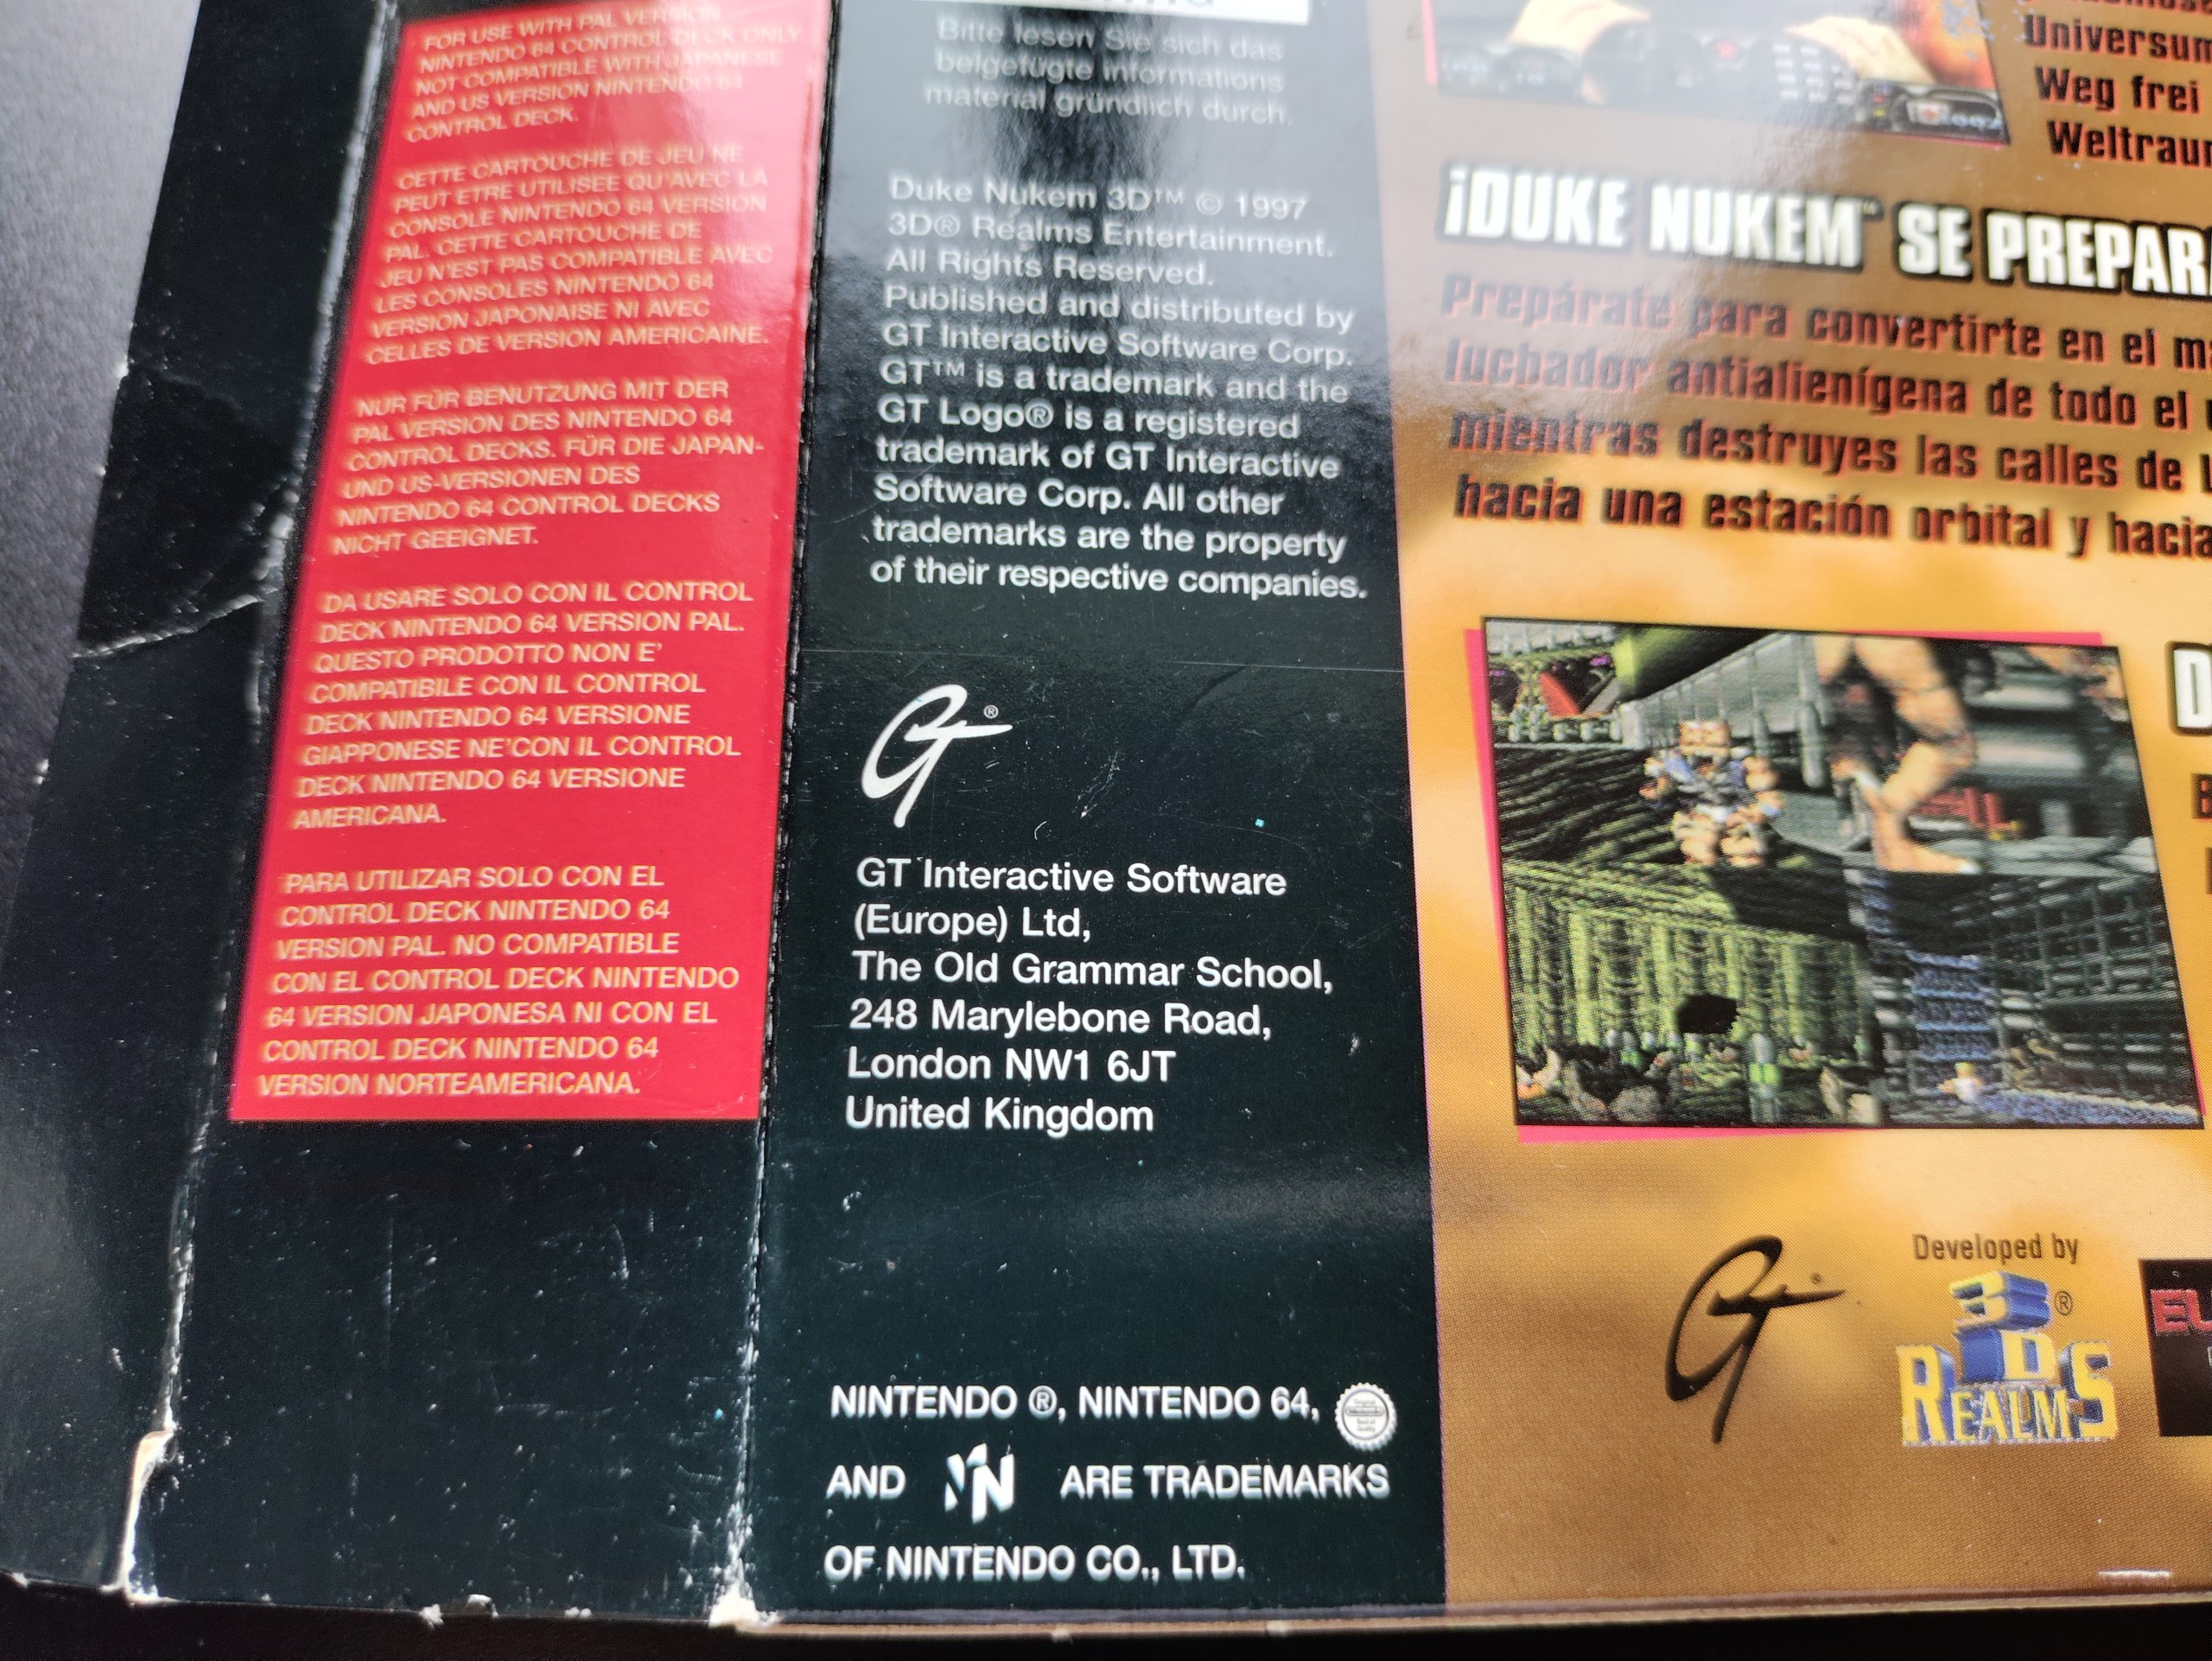 FOR USE WITH PAL VERSION
NINTENDO 64 CONTROL DECK ONLY
NOT COMPATIBLE WITH JAPANESE
AND US VERSION NINTENDO 64
CONTROL DECK.
CETTE CARTOUCHE DE JEU NE
PEUT ETRE UTILISEE QU'AVEC LA
CONSOLE NINTENDO 64 VERSION
PAL. CETTE CARTOUCHE DE
JEU N'EST PAS COMPATIBLE AVEC
LES CONSOLES NINTENDO 64
VERSION JAPONAISE NI AVEC
CELLES DE VERSION AMERICAINE.
NUR FÜR BENUTZUNG MIT DER
PAL VERSION DES NINTENDO 64
CONTROL DECKS. FÜR DIE JAPAN-
UND US-VERSIONEN DES
NINTENDO 64 CONTROL DECKS
NICHT GEEIGNET.
DA USARE SOLO CON IL CONTROL
DECK NINTENDO 64 VERSION PAL.
QUESTO PRODOTTO NON E'
COMPATIBILE CON IL CONTROL
DECK NINTENDO 64 VERSIONE
GIAPPONESE NE'CON IL CONTROL
DECK NINTENDO 64 VERSIONE
AMERICANA.
PARA UTILIZAR SOLO CON EL
CONTROL DECK NINTENDO 64
VERSION PAL. NO COMPATIBLE
CON EL CONTROL DECK NINTENDO
64 VERSION JAPONESA NI CON EL
CONTROL DECK NINTENDO 64
VERSION NORTEAMERICANA.
Bitte lesen Sie sich das
beigefügte Informations
material gründlich durch.
Duke Nukem 3D™ © 1997
3D® Realms Entertainment.
All Rights Reserved.
Published and distributed by
GT Interactive Software Corp.
GT™ is a trademark and the
GT Logo® is a registered
trademark of GT Interactive
Software Corp. All other
trademarks are the property
of their respective companies.
GT®
GT Interactive Software
(Europe) Ltd,
The Old Grammar School,
248 Marylebone Road,
London NW1 6JT
United Kingdom
NINTENDO ®, NINTENDO 64,
AND N ARE TRADEMARKS
OF NINTENDO CO., LTD.
Universum
Weg frei
Weltraum
¡DUKE NUKEM™ SE PREPARA
Prepárate para convertirte en el m
luchador antialienígena de todo el
mientras destruyes las calles de L
hacia una estación orbital y hacia
D
GT®
Developed by
3D® REALMS
EU